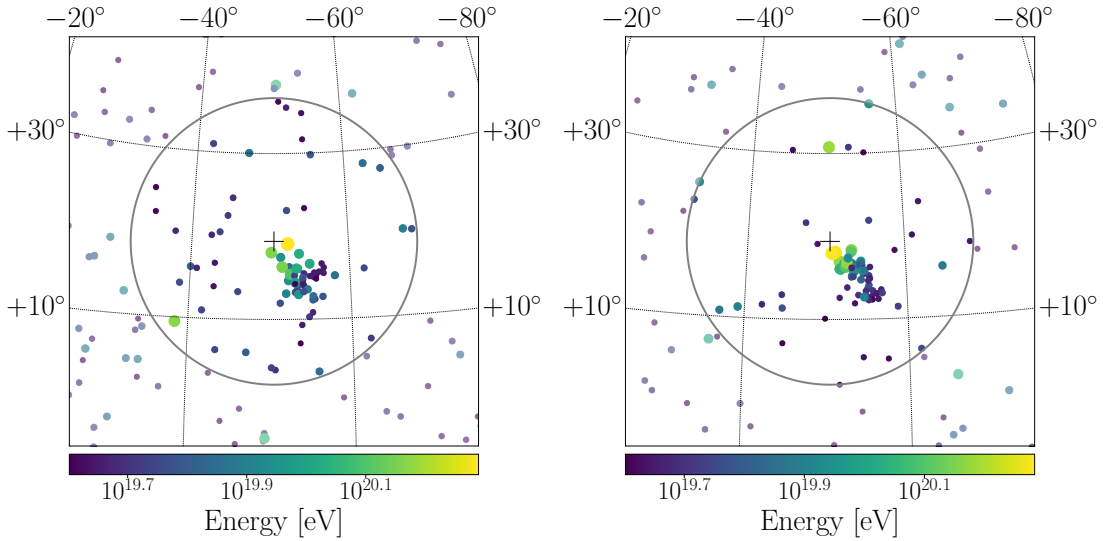 −20° −40° −60° −80° −20° −40° −60° −80°
+30° +30° +30° +30°
+10° +10° +10° +10°
10^19.7 10^19.9 10^20.1 10^19.7 10^19.9 10^20.1
Energy [eV] Energy [eV]